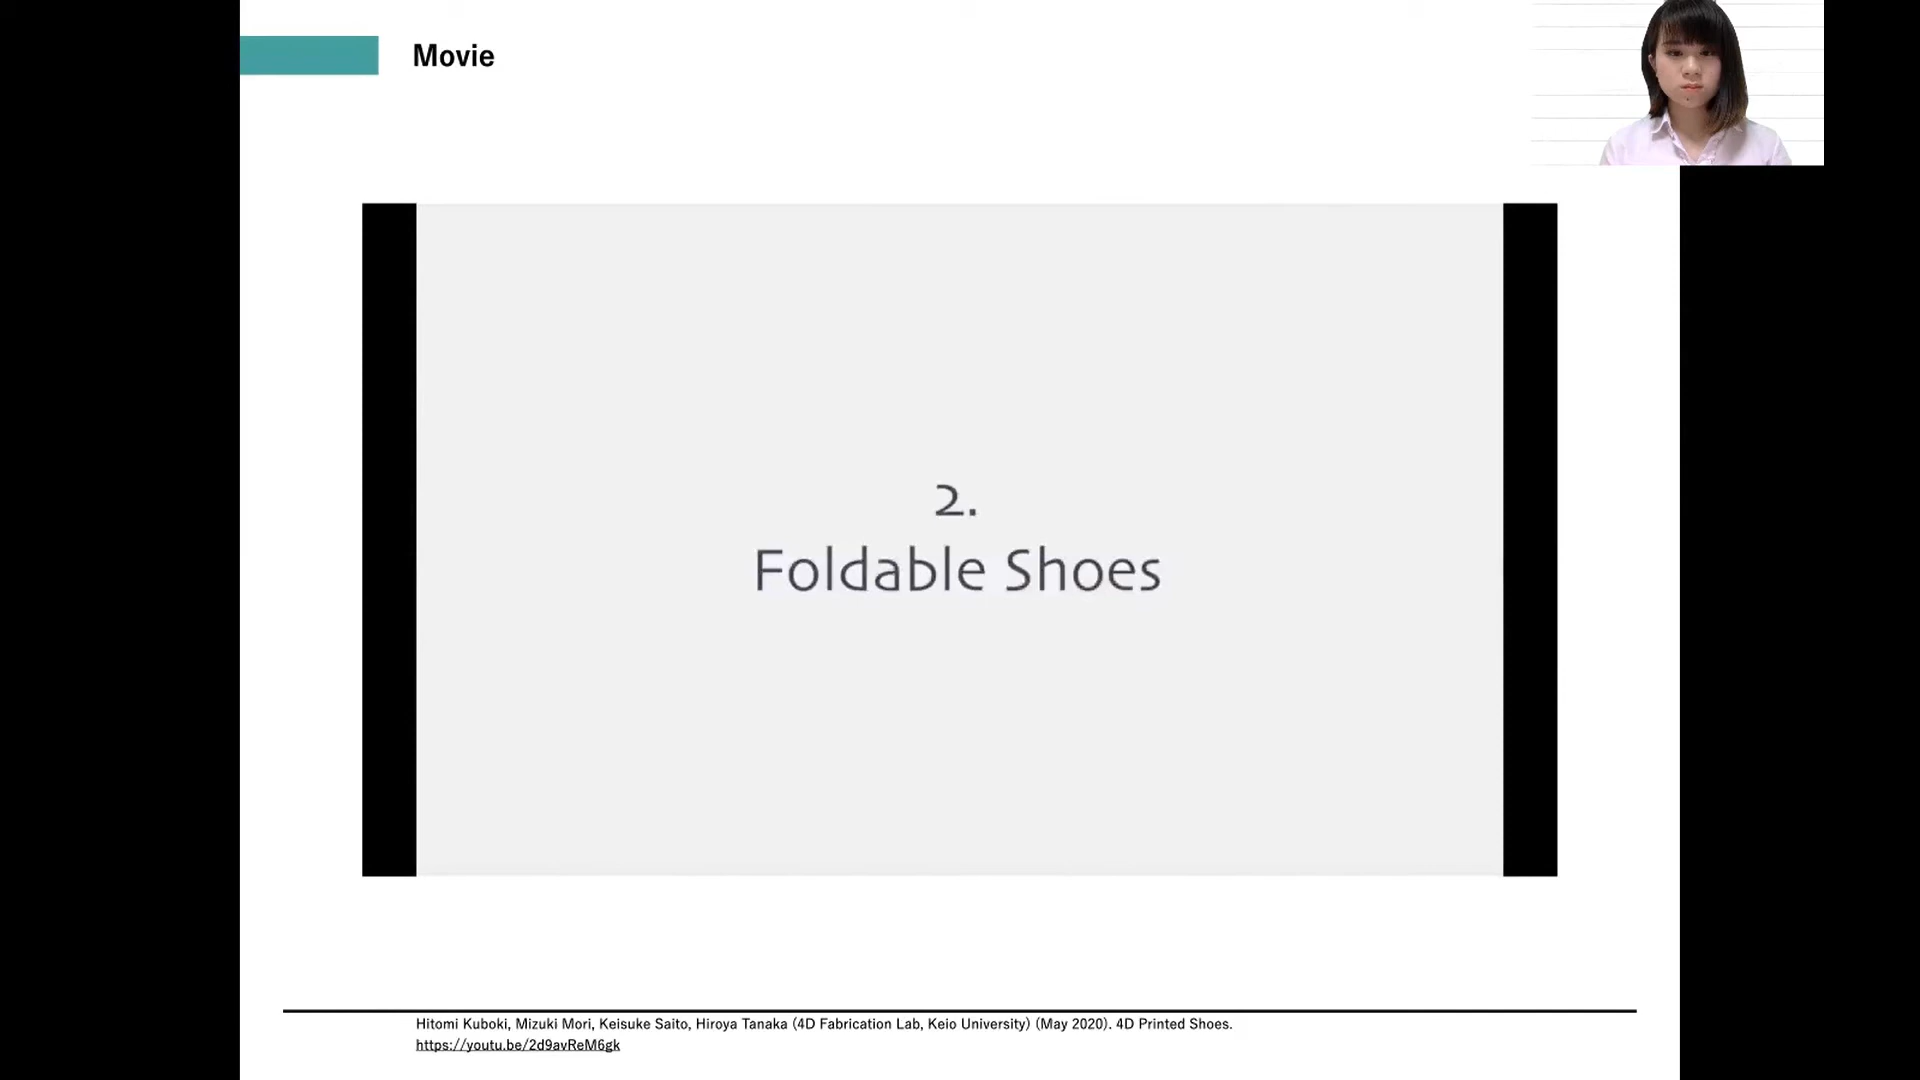 Movie
2.
Foldable Shoes
Hitomi Kuboki, Mizuki Mori, Keisuke Saito, Hiroya Tanaka (4D Fabrication Lab, Keio University) (May 2020). 4D Printed Shoes.
https://youtu.be/2d9avReM6gk